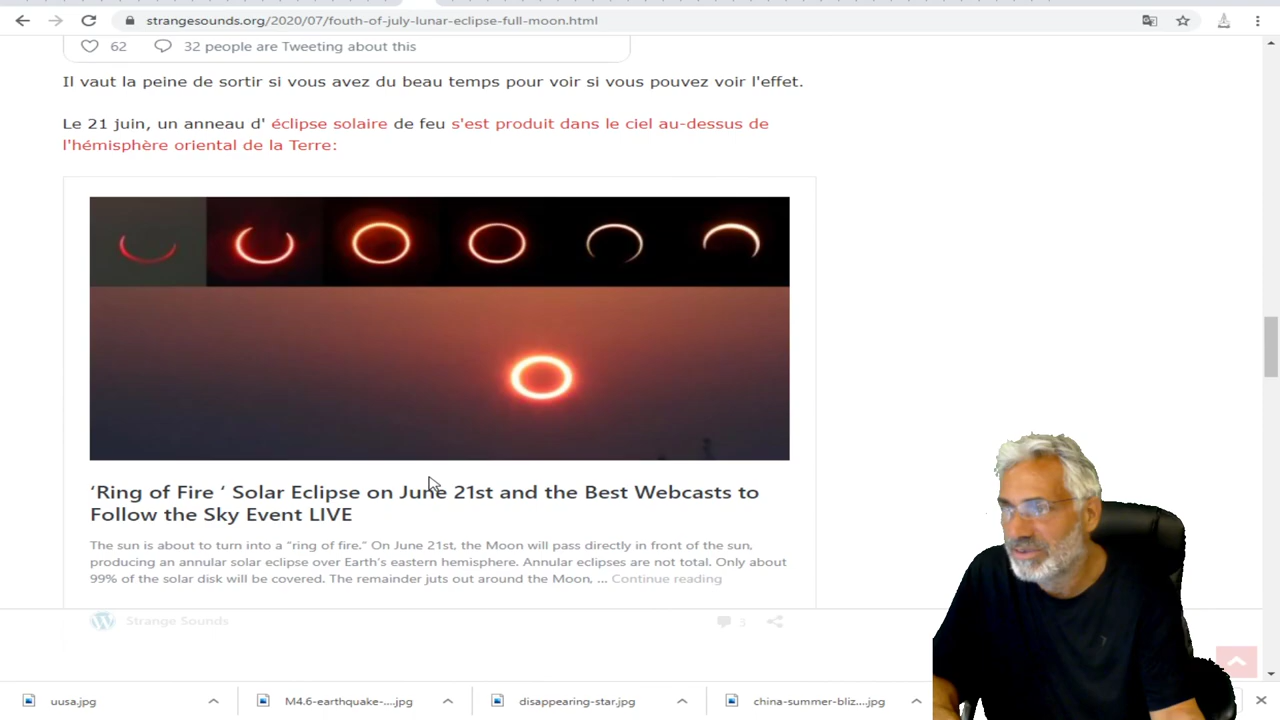 strangesounds.org/2020/07/fouth-of-july-lunar-eclipse-full-moon.html
62 32 people are Tweeting about this
Il vaut la peine de sortir si vous avez du beau temps pour voir si vous pouvez voir l'effet.
Le 21 juin, un anneau d' éclipse solaire de feu s'est produit dans le ciel au-dessus de
l'hémisphère oriental de la Terre:
‘Ring of Fire ‘ Solar Eclipse on June 21st and the Best Webcasts to
Follow the Sky Event LIVE
The sun is about to turn into a “ring of fire.” On June 21st, the Moon will pass directly in front of the sun,
producing an annular solar eclipse over Earth’s eastern hemisphere. Annular eclipses are not total. Only about
99% of the solar disk will be covered. The remainder juts out around the Moon, ... Continue reading
Strange Sounds 3
uusa.jpg M4.6-earthquake-....jpg disappearing-star.jpg china-summer-bliz....jpg